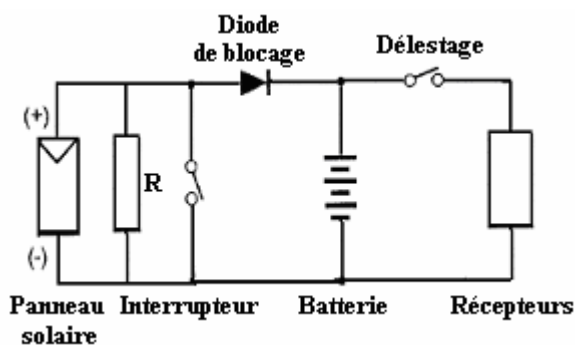 Diode
de blocage
Délestage
(+)
R
(-)
Panneau
solaire
Interrupteur
Batterie
Récepteurs